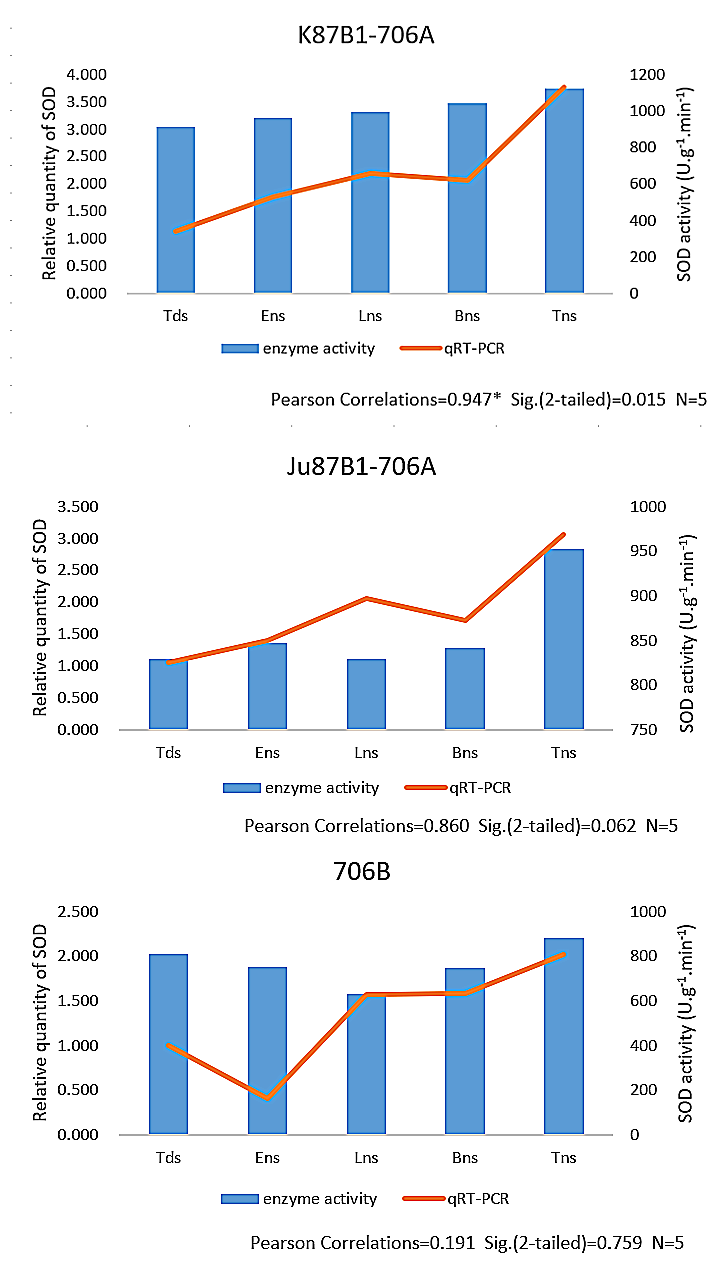 K87B1-706A
Relative quantity of SOD
4.000
3.500
3.000
2.500
2.000
1.500
1.000
0.500
0.000
1200
1000
800
600
400
200
0
SOD activity (U.g-1.min-1)
Tds Ens Lns Bns Tns
enzyme activity qRT-PCR
Pearson Correlations=0.947* Sig.(2-tailed)=0.015 N=5
Ju87B1-706A
Relative quantity of SOD
3.500
3.000
2.500
2.000
1.500
1.000
0.500
0.000
1000
950
900
850
800
750
SOD activity (U.g-1.min-1)
Tds Ens Lns Bns Tns
enzyme activity qRT-PCR
Pearson Correlations=0.860 Sig.(2-tailed)=0.062 N=5
706B
Relative quantity of SOD
2.500
2.000
1.500
1.000
0.500
0.000
1000
800
600
400
200
0
SOD activity (U.g-1.min-1)
Tds Ens Lns Bns Tns
enzyme activity qRT-PCR
Pearson Correlations=0.191 Sig.(2-tailed)=0.759 N=5